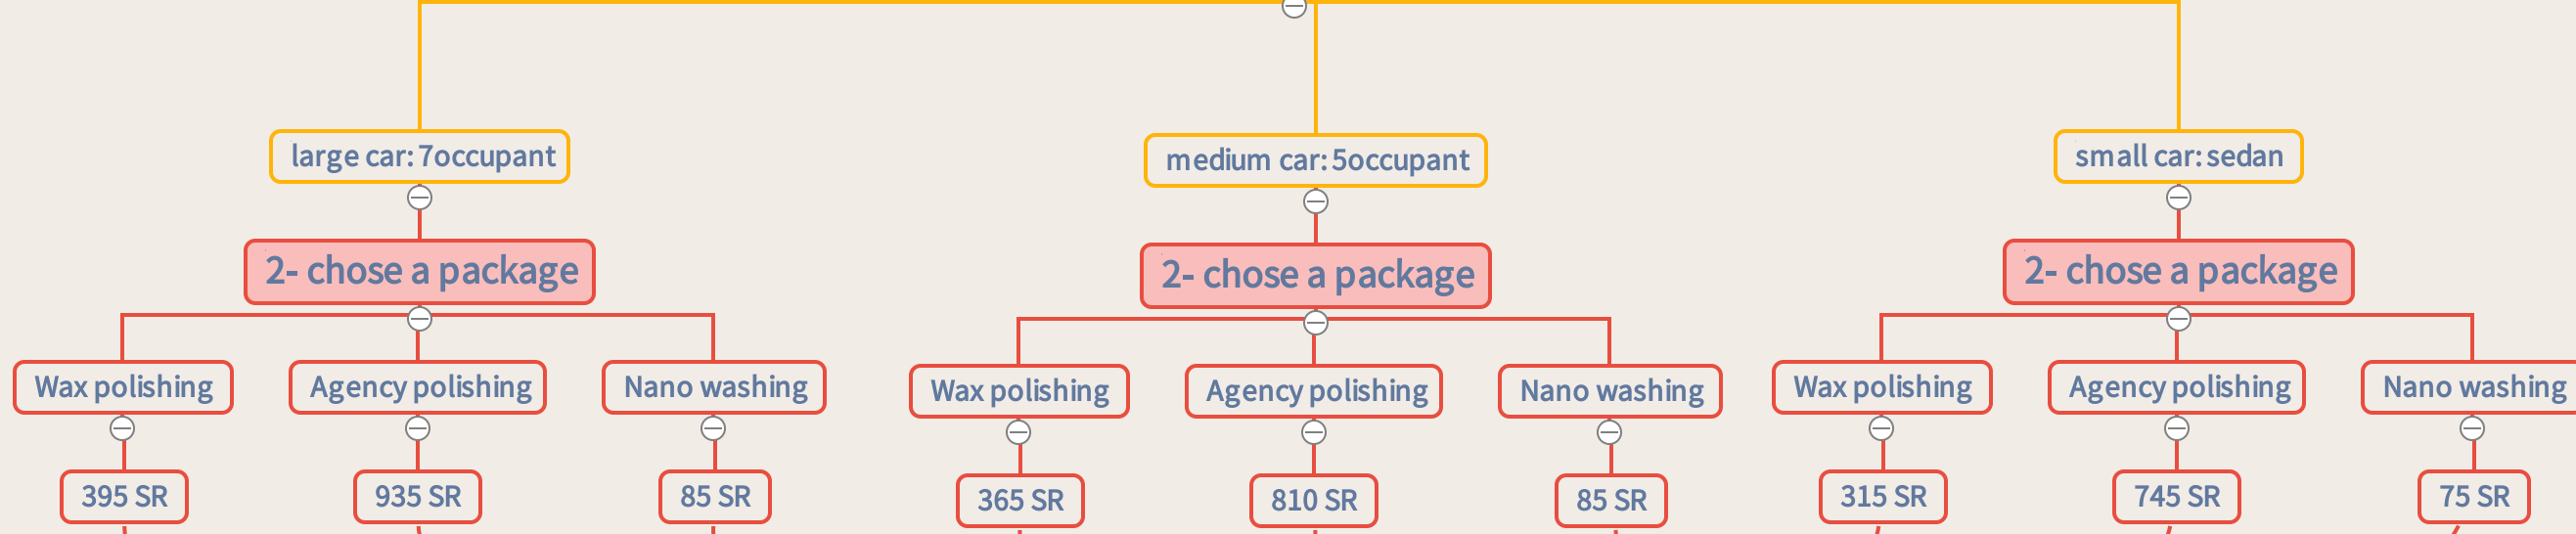 large car: 7occupant
medium car: 5occupant
small car: sedan
2- chose a package
2- chose a package
2- chose a package
Wax polishing
Agency polishing
Nano washing
Wax polishing
Agency polishing
Nano washing
Wax polishing
Agency polishing
Nano washing
395 SR
935 SR
85 SR
365 SR
810 SR
85 SR
315 SR
745 SR
75 SR